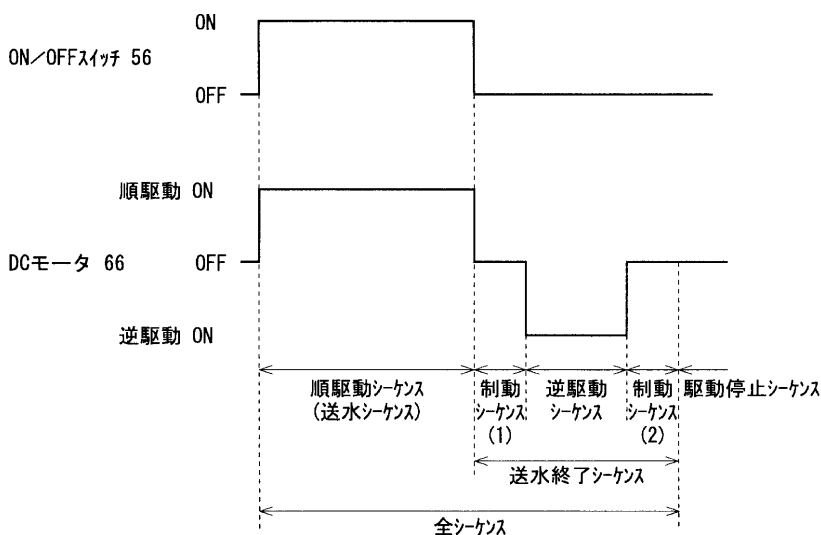 ON
ON/OFFスイッチ 56
OFF
順駆動 ON
DCモータ 66
OFF
逆駆動 ON
順駆動シーケンス
(送水シーケンス)
制動
シーケンス
(1)
逆駆動
シーケンス
制動
シーケンス
(2)
駆動停止シーケンス
送水終了シーケンス
全シーケンス